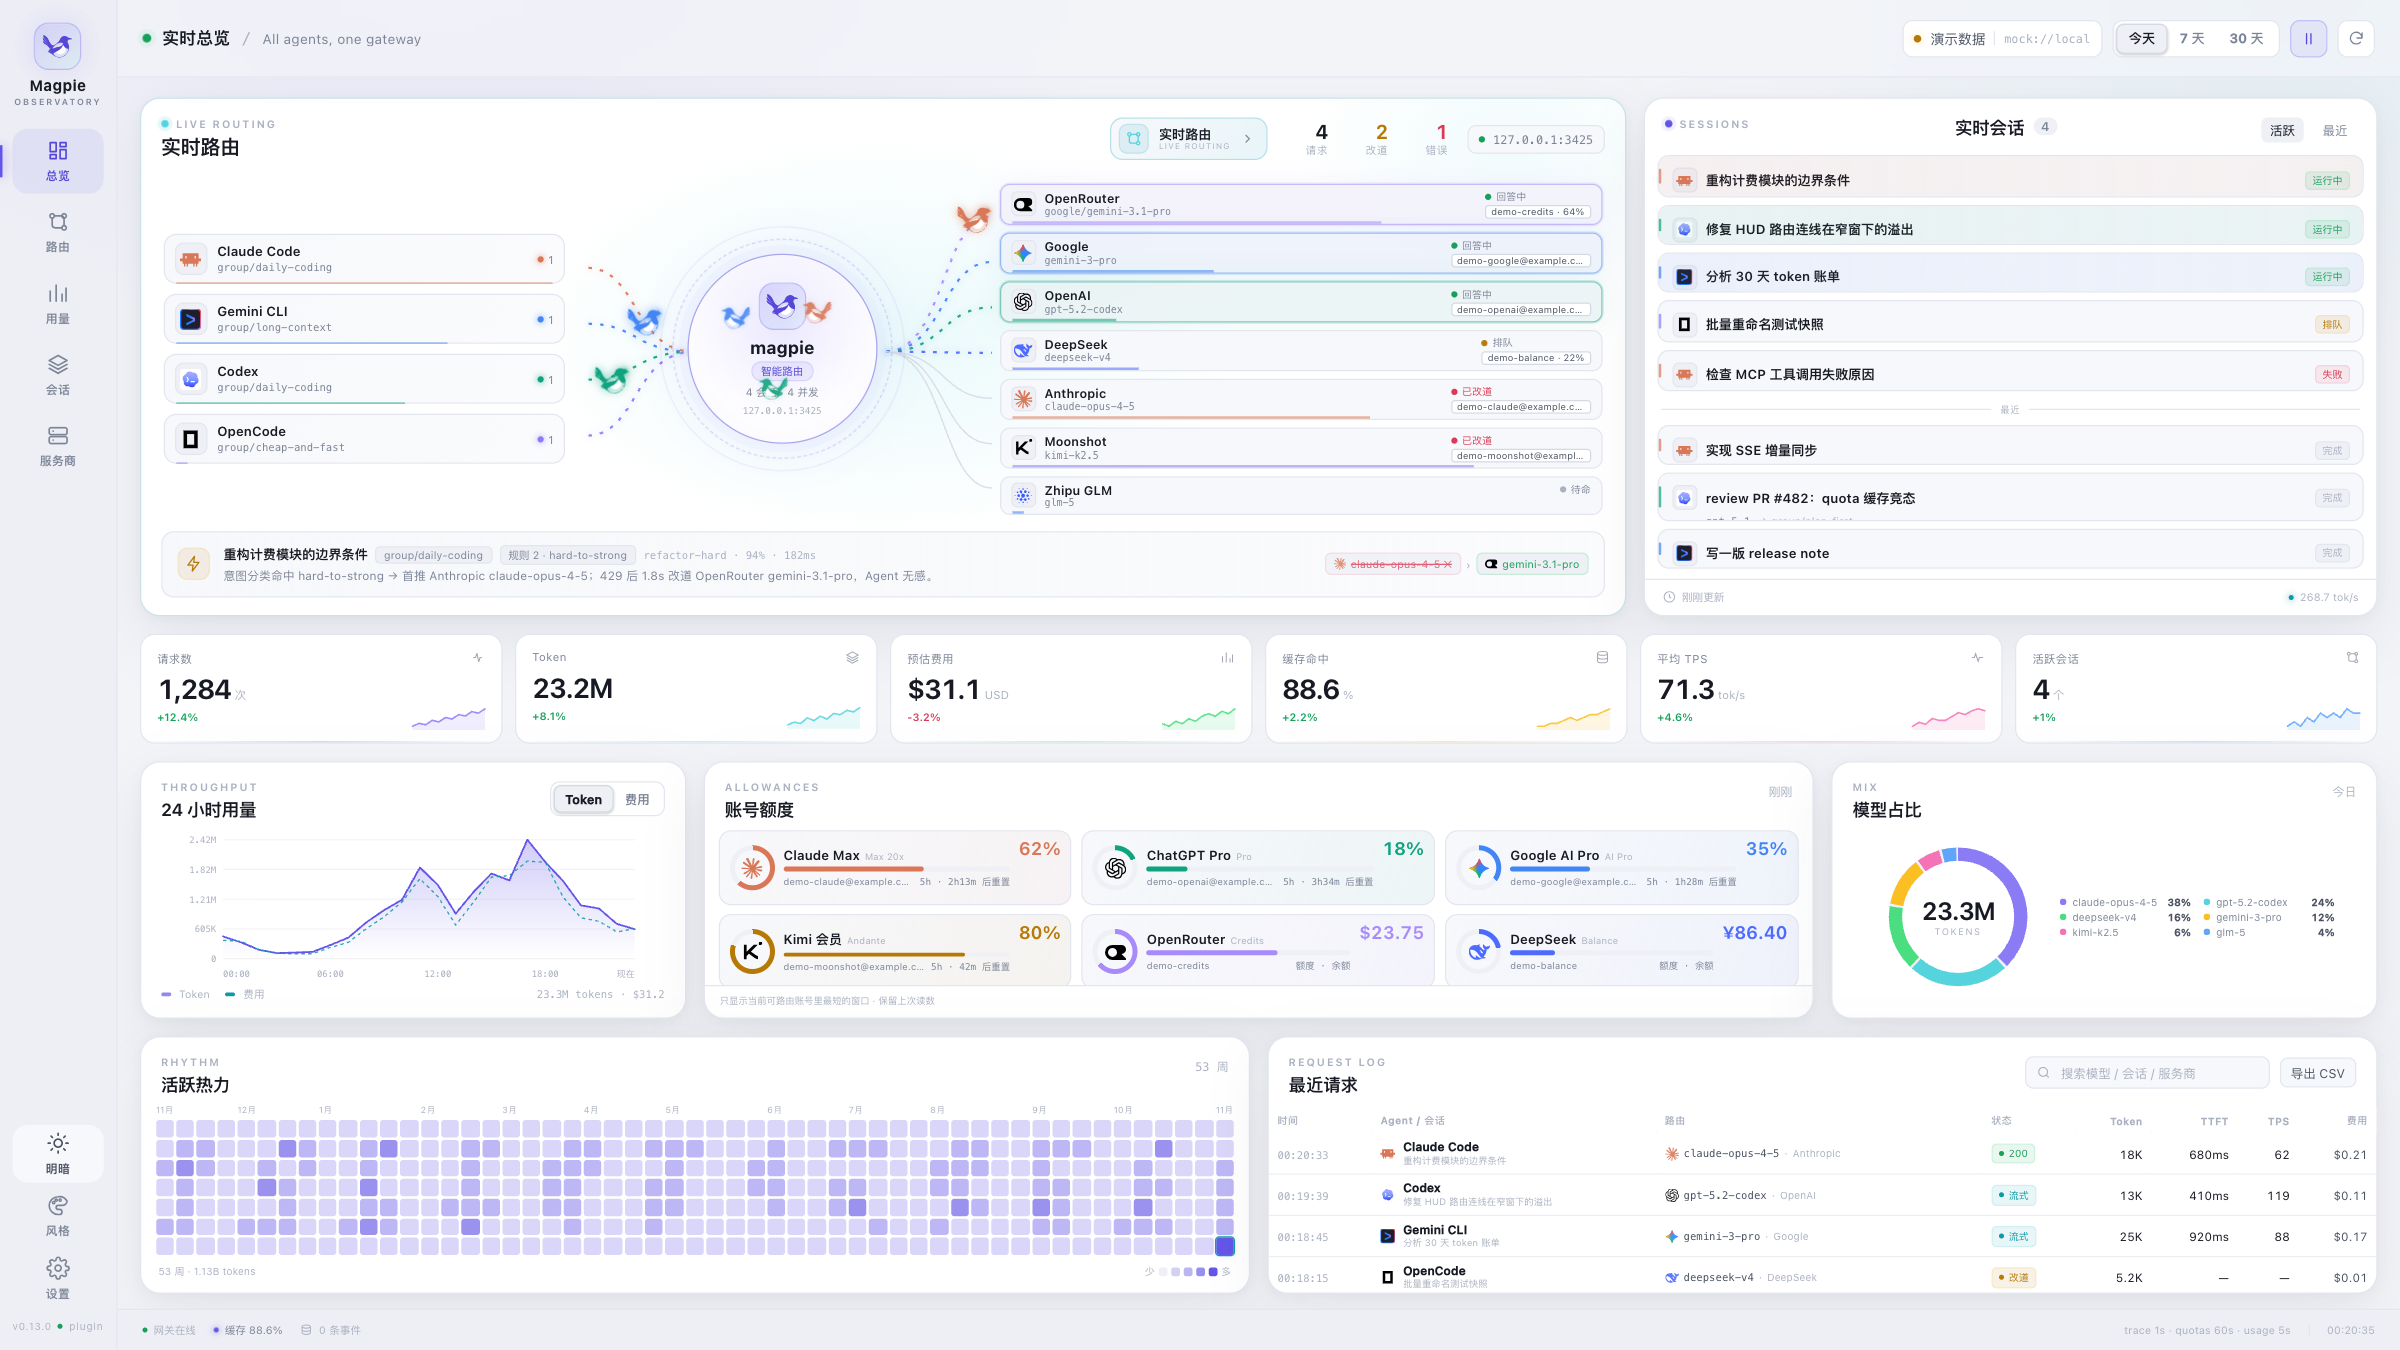 Magpie
OBSERVATORY
总览
路由
用量
会话
服务商
明暗
风格
设置
v0.13.0 plugin
实时总览 / All agents, one gateway
演示数据 mock://local
今天 7 天 30 天
LIVE ROUTING
实时路由
实时路由
LIVE ROUTING
4 请求
2 改道
1 错误
127.0.0.1:3425
Claude Code
group/daily-coding
1
Gemini CLI
group/long-context
1
Codex
group/daily-coding
1
OpenCode
group/cheap-and-fast
1
magpie
智能路由
4 会 4 并发
127.0.0.1:3425
OpenRouter
google/gemini-3.1-pro
回答中
demo-credits · 64%
Google
gemini-3-pro
回答中
demo-google@example.c...
OpenAI
gpt-5.2-codex
回答中
demo-openai@example.c...
DeepSeek
deepseek-v4
排队
demo-balance · 22%
Anthropic
claude-opus-4-5
已改道
demo-claude@example.c...
Moonshot
kimi-k2.5
已改道
demo-moonshot@exampl...
Zhipu GLM
glm-5
待命
重构计费模块的边界条件 group/daily-coding 规则 2 · hard-to-strong refactor-hard · 94% · 182ms
意图分类命中 hard-to-strong → 首推 Anthropic claude-opus-4-5；429 后 1.8s 改道 OpenRouter gemini-3.1-pro，Agent 无感。
claude-opus-4-5 ✕ › gemini-3.1-pro
SESSIONS
实时会话 4
活跃 最近
重构计费模块的边界条件 运行中
修复 HUD 路由连线在窄窗下的溢出 运行中
分析 30 天 token 账单 运行中
批量重命名测试快照 排队
检查 MCP 工具调用失败原因 失败
最近
实现 SSE 增量同步 完成
review PR #482：quota 缓存竞态 完成
写一版 release note 完成
刚刚更新 268.7 tok/s
请求数
1,284 次
+12.4%
Token
23.2M
+8.1%
预估费用
$31.1 USD
-3.2%
缓存命中
88.6 %
+2.2%
平均 TPS
71.3 tok/s
+4.6%
活跃会话
4 个
+1%
THROUGHPUT
24 小时用量
Token 费用
2.42M
1.82M
1.21M
605K
0
00:00 06:00 12:00 18:00 现在
Token 费用 23.3M tokens · $31.2
ALLOWANCES
账号额度
刚刚
Claude Max Max 20x 62%
demo-claude@example.c... 5h · 2h13m 后重置
ChatGPT Pro Pro 18%
demo-openai@example.c... 5h · 3h34m 后重置
Google AI Pro AI Pro 35%
demo-google@example.c... 5h · 1h28m 后重置
Kimi 会员 Andante 80%
demo-moonshot@example.c... 5h · 42m 后重置
OpenRouter Credits $23.75
demo-credits 额度 · 余额
DeepSeek Balance ¥86.40
demo-balance 额度 · 余额
只显示当前可路由账号里最短的窗口 · 保留上次读数
MIX
模型占比
今日
23.3M
TOKENS
claude-opus-4-5 38% gpt-5.2-codex 24%
deepseek-v4 16% gemini-3-pro 12%
kimi-k2.5 6% glm-5 4%
RHYTHM
活跃热力
53 周
11月 12月 1月 2月 3月 4月 5月 6月 7月 8月 9月 10月 11月
53 周 · 1.13B tokens
少 多
REQUEST LOG
最近请求
搜索模型 / 会话 / 服务商
导出 CSV
时间 Agent / 会话 路由 状态 Token TTFT TPS 费用
00:20:33 Claude Code claude-opus-4-5 · Anthropic 200 18K 680ms 62 $0.21
重构计费模块的边界条件
00:19:39 Codex gpt-5.2-codex · OpenAI 流式 13K 410ms 119 $0.11
修复 HUD 路由连线在窄窗下的溢出
00:18:45 Gemini CLI gemini-3-pro · Google 流式 25K 920ms 88 $0.17
分析 30 天 token 账单
00:18:15 OpenCode deepseek-v4 · DeepSeek 改道 5.2K — — $0.01
批量重命名测试快照
网关在线 缓存 88.6% 0 条事件
trace 1s · quotas 60s · usage 5s 00:20:35